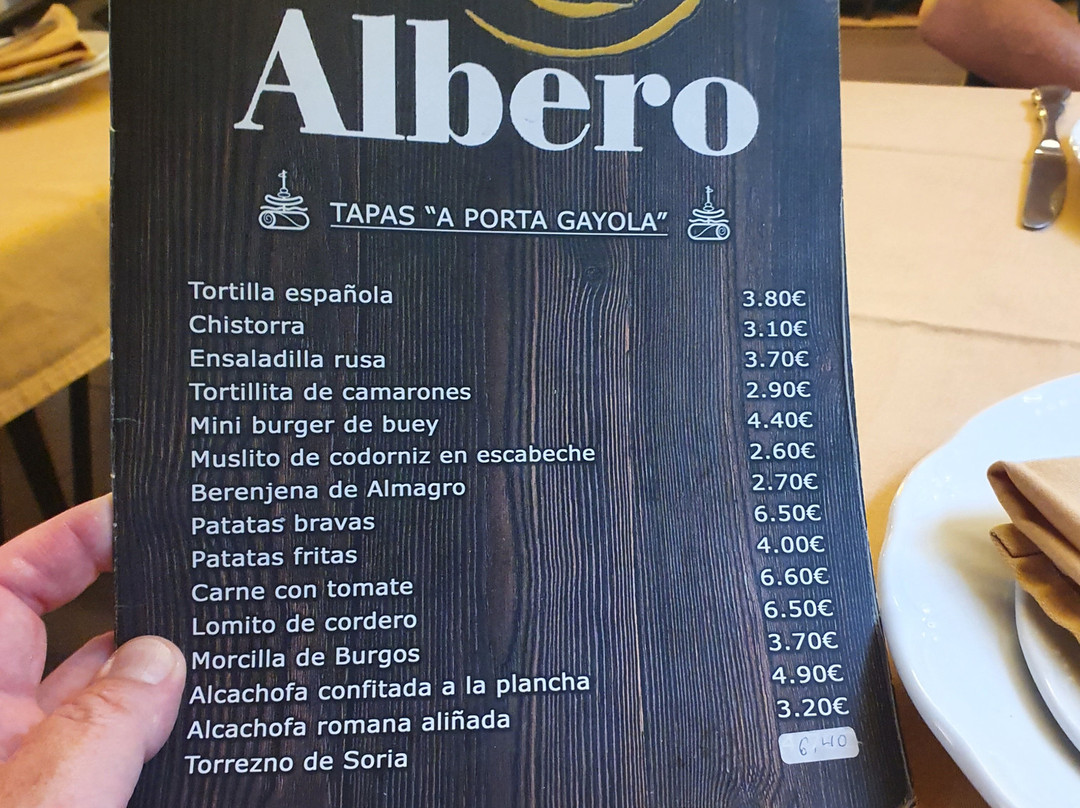 Albero
TAPAS "A PORTA GAYOLA"
Tortilla española 3.80€
Chistorra 3.10€
Ensaladilla rusa 3.70€
Tortillita de camarones 2.90€
Mini burger de buey 4.40€
Muslito de codorniz en escabeche 2.60€
Berenjena de Almagro 2.70€
Patatas bravas 6.50€
Patatas fritas 4.00€
Carne con tomate 6.60€
Lomito de cordero 6.50€
Morcilla de Burgos 3.70€
Alcachofa confitada a la plancha 4.90€
Alcachofa romana aliñada 3.20€
Torrezno de Soria 6,40